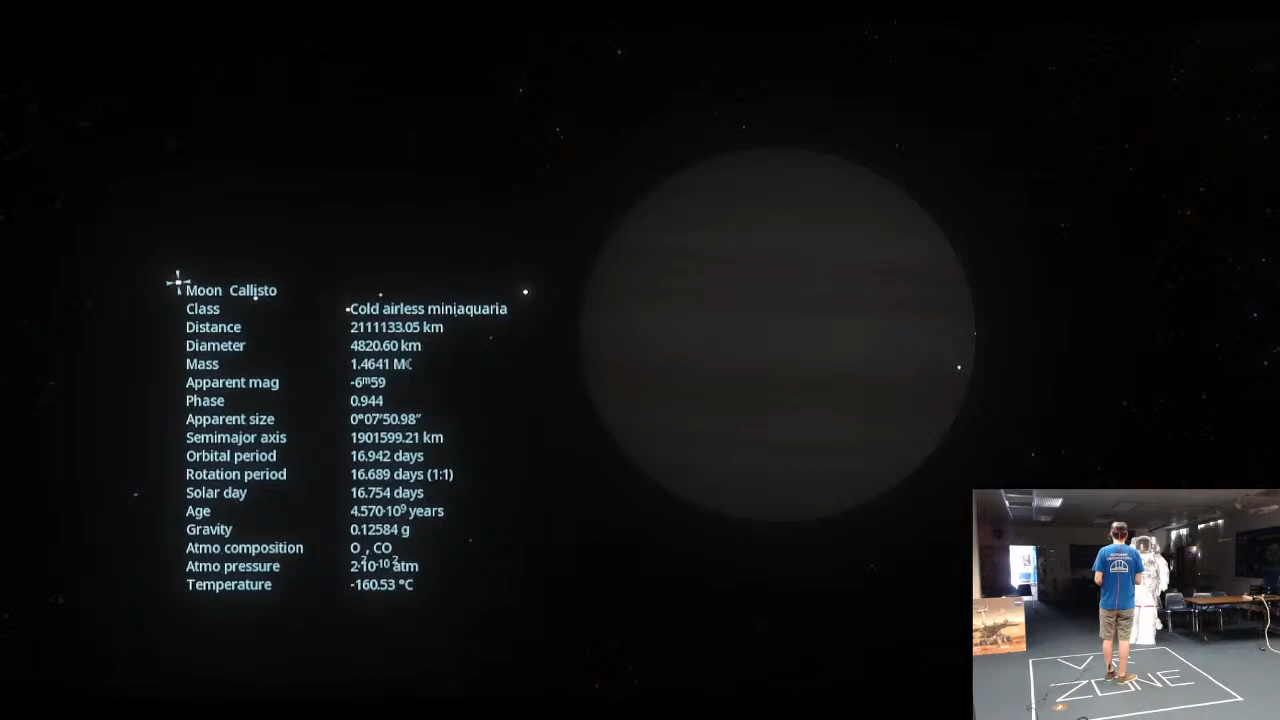 Moon Callisto
Class Cold airless miniaquaria
Distance 2111133.05 km
Diameter 4820.60 km
Mass 1.4641 M☾
Apparent mag -6ᵐ59
Phase 0.944
Apparent size 0°07′50.98″
Semimajor axis 1901599.21 km
Orbital period 16.942 days
Rotation period 16.689 days (1:1)
Solar day 16.754 days
Age 4.570·10⁹ years
Gravity 0.12584 g
Atmo composition O₂, CO₂
Atmo pressure 2·10⁻¹⁰ atm
Temperature -160.53 °C
ZONE